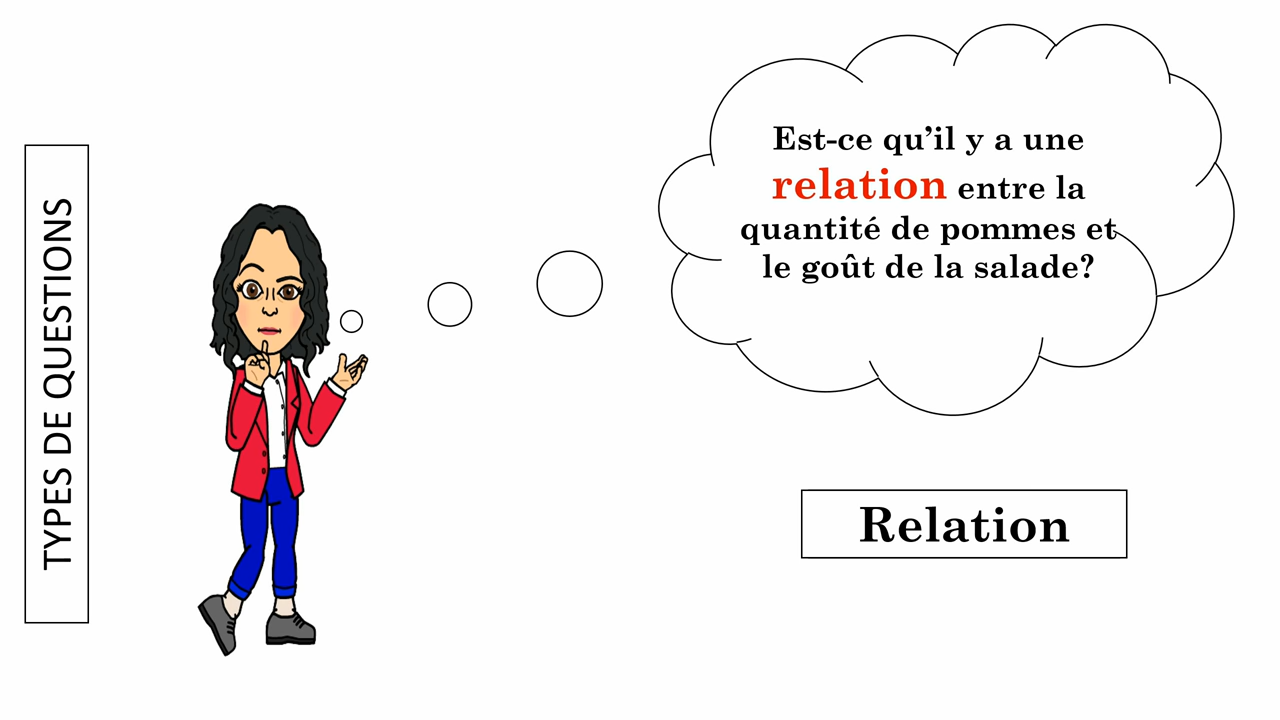 TYPES DE QUESTIONS
Est-ce qu’il y a une
relation entre la
quantité de pommes et
le goût de la salade?
Relation